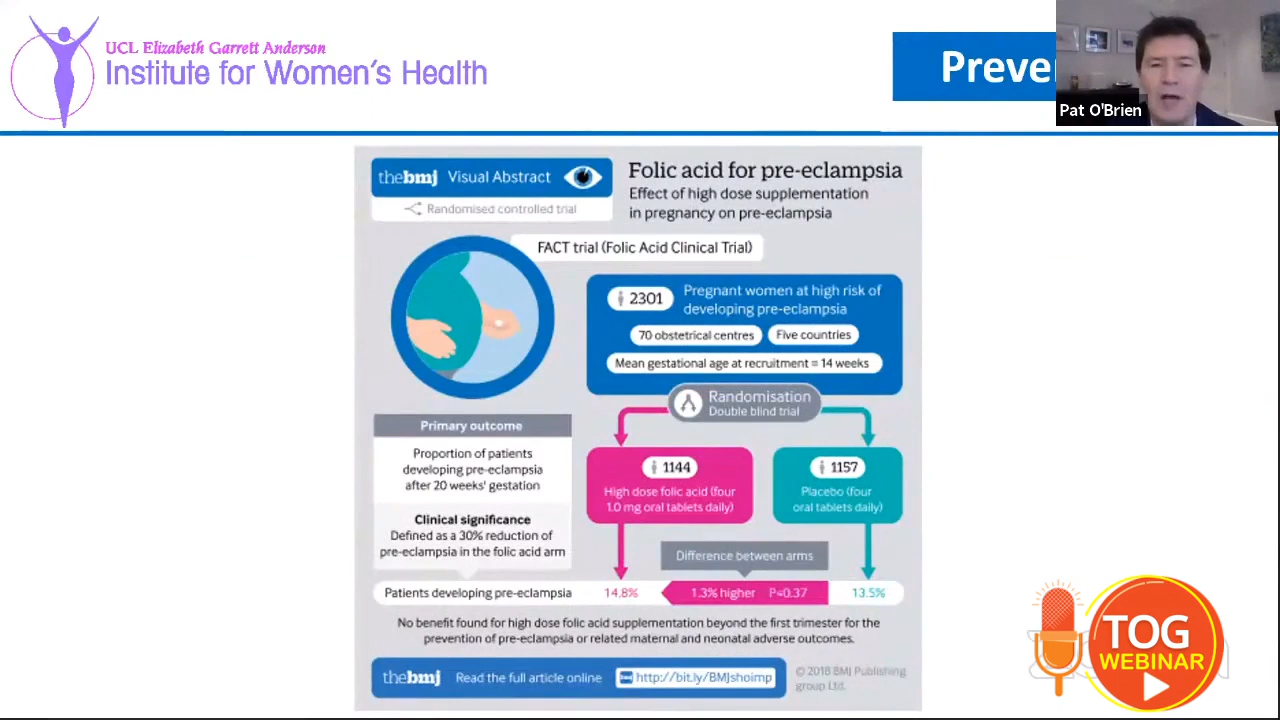 UCL Elizabeth Garrett Anderson
Institute for Women's Health
Preve
Pat O'Brien
thebmj Visual Abstract
Randomised controlled trial
Folic acid for pre-eclampsia
Effect of high dose supplementation
in pregnancy on pre-eclampsia
FACT trial (Folic Acid Clinical Trial)
2301 Pregnant women at high risk of
developing pre-eclampsia
70 obstetrical centres Five countries
Mean gestational age at recruitment = 14 weeks
Randomisation
Double blind trial
Primary outcome
Proportion of patients
developing pre-eclampsia
after 20 weeks' gestation
Clinical significance
Defined as a 30% reduction of
pre-eclampsia in the folic acid arm
1144
High dose folic acid (four
1.0 mg oral tablets daily)
1157
Placebo (four
oral tablets daily)
Difference between arms
Patients developing pre-eclampsia 14.8% 1.3% higher P=0.37 13.5%
No benefit found for high dose folic acid supplementation beyond the first trimester for the
prevention of pre-eclampsia or related maternal and neonatal adverse outcomes.
thebmj Read the full article online http://bit.ly/BMJshoimp
© 2018 BMJ Publishing
group Ltd.
TOG
WEBINAR